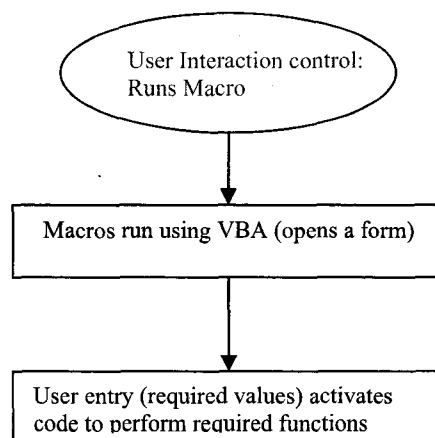 User Interaction control:
Runs Macro
Macros run using VBA (opens a form)
User entry (required values) activates
code to perform required functions